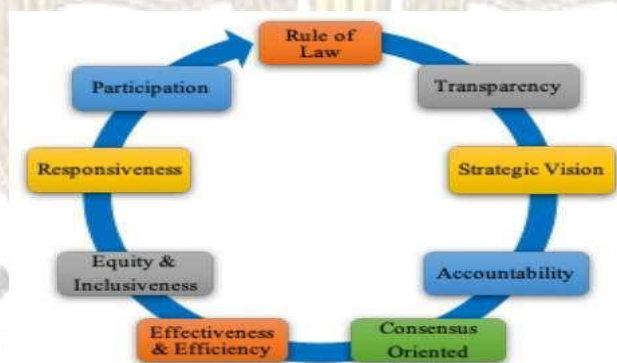 Rule of
Law
Transparency
Strategic Vision
Accountability
Consensus
Oriented
Effectiveness
& Efficiency
Equity &
Inclusiveness
Responsiveness
Participation